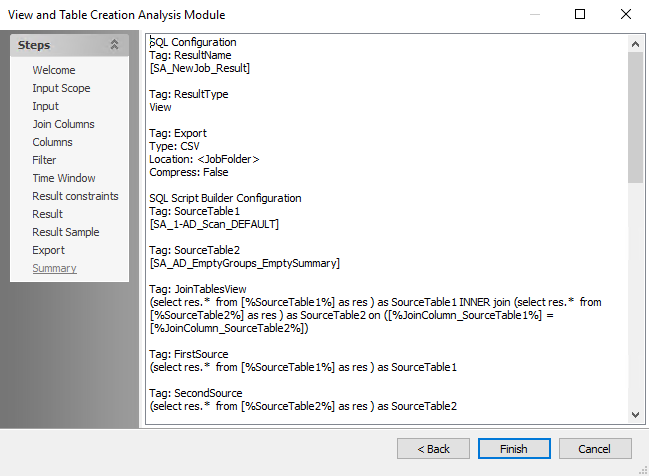 View and Table Creation Analysis Module
Steps
Welcome
Input Scope
Input
Join Columns
Columns
Filter
Time Window
Result constraints
Result
Result Sample
Export
Summary
SQL Configuration
Tag: ResultName
[SA_NewJob_Result]
Tag: ResultType
View
Tag: Export
Type: CSV
Location: <JobFolder>
Compress: False
SQL Script Builder Configuration
Tag: SourceTable1
[SA_1-AD_Scan_DEFAULT]
Tag: SourceTable2
[SA_AD_EmptyGroups_EmptySummary]
Tag: JoinTablesView
(select res.* from [%SourceTable1%] as res ) as SourceTable1 INNER join (select res.* from
[%SourceTable2%] as res ) as SourceTable2 on ([%JoinColumn_SourceTable1%] =
[%JoinColumn_SourceTable2%])
Tag: FirstSource
(select res.* from [%SourceTable1%] as res ) as SourceTable1
Tag: SecondSource
(select res.* from [%SourceTable2%] as res ) as SourceTable2
< Back
Finish
Cancel